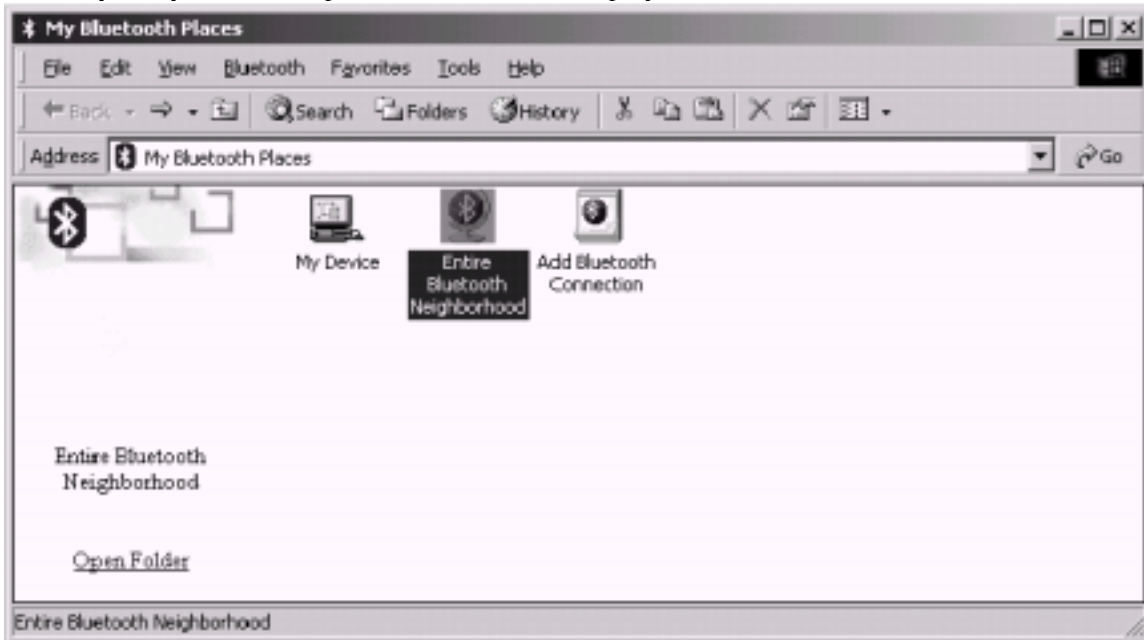 My Bluetooth Places
File Edit View Bluetooth Favorites Tools Help
Back Search Folders History
Address My Bluetooth Places Go
My Device
Entire Bluetooth Neighborhood
Add Bluetooth Connection
Entire Bluetooth
Neighborhood
Open Folder
Entire Bluetooth Neighborhood